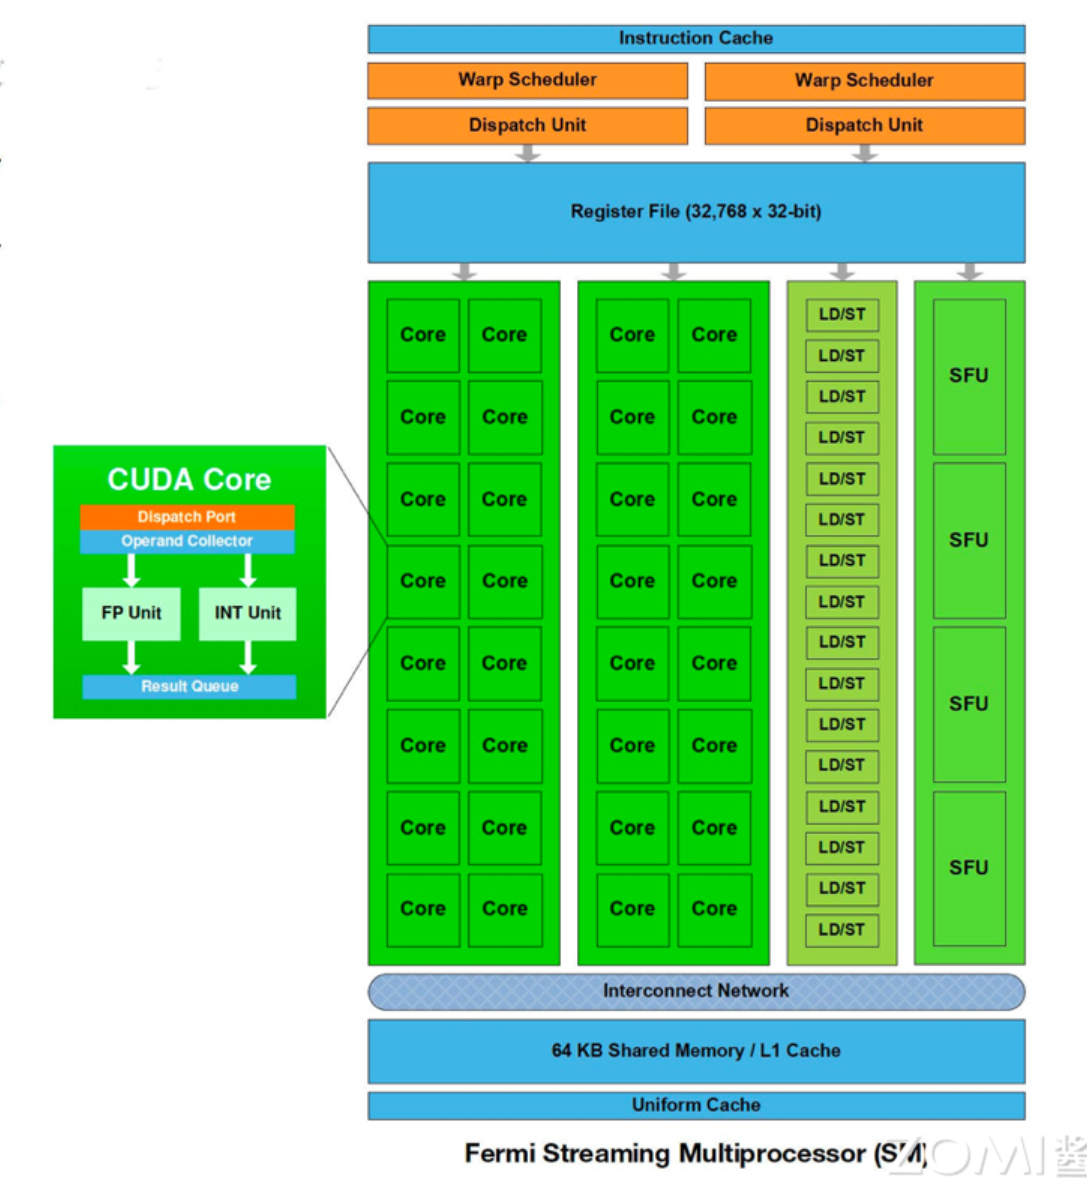 Instruction Cache
Warp Scheduler Warp Scheduler
Dispatch Unit Dispatch Unit
Register File (32,768 x 32-bit)
Core Core Core Core LD/ST
LD/ST
SFU
Core Core Core Core LD/ST
LD/ST
CUDA Core
Core Core Core Core LD/ST
Dispatch Port
LD/ST
Operand Collector
SFU
Core Core Core Core LD/ST
FP Unit INT Unit
LD/ST
Core Core Core Core LD/ST
Result Queue
LD/ST
SFU
Core Core Core Core LD/ST
LD/ST
Core Core Core Core LD/ST
LD/ST
SFU
Core Core Core Core LD/ST
LD/ST
Interconnect Network
64 KB Shared Memory / L1 Cache
Uniform Cache
Fermi Streaming Multiprocessor (SM)
ZOMI 酱